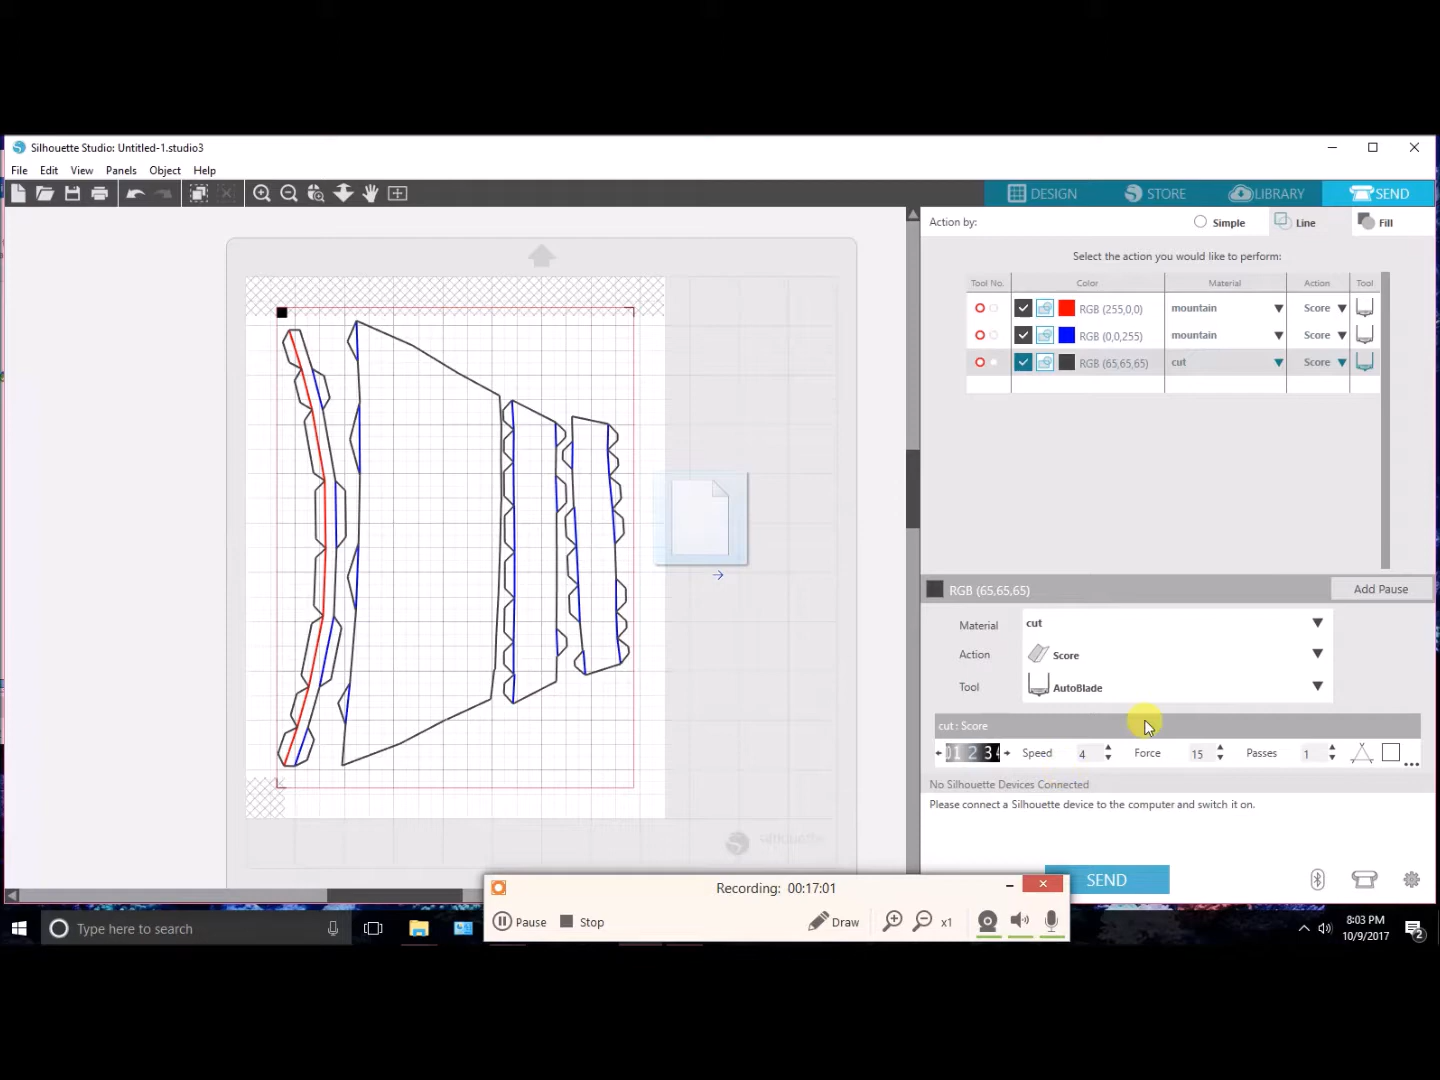 Silhouette Studio: Untitled-1.studio3
File Edit View Panels Object Help
DESIGN STORE LIBRARY SEND
Action by: Simple Line Fill
Select the action you would like to perform:
Tool No. Color Material Action Tool
RGB (255,0,0) mountain Score
RGB (0,0,255) mountain Score
RGB (65,65,65) cut Score
RGB (65,65,65) Add Pause
Material cut
Action Score
Tool AutoBlade
cut : Score
Speed 4 Force 15 Passes 1
No Silhouette Devices Connected
Please connect a Silhouette device to the computer and switch it on.
silhouette
SEND
Recording: 00:17:01
Pause Stop Draw x1
Type here to search
8:03 PM
10/9/2017
2